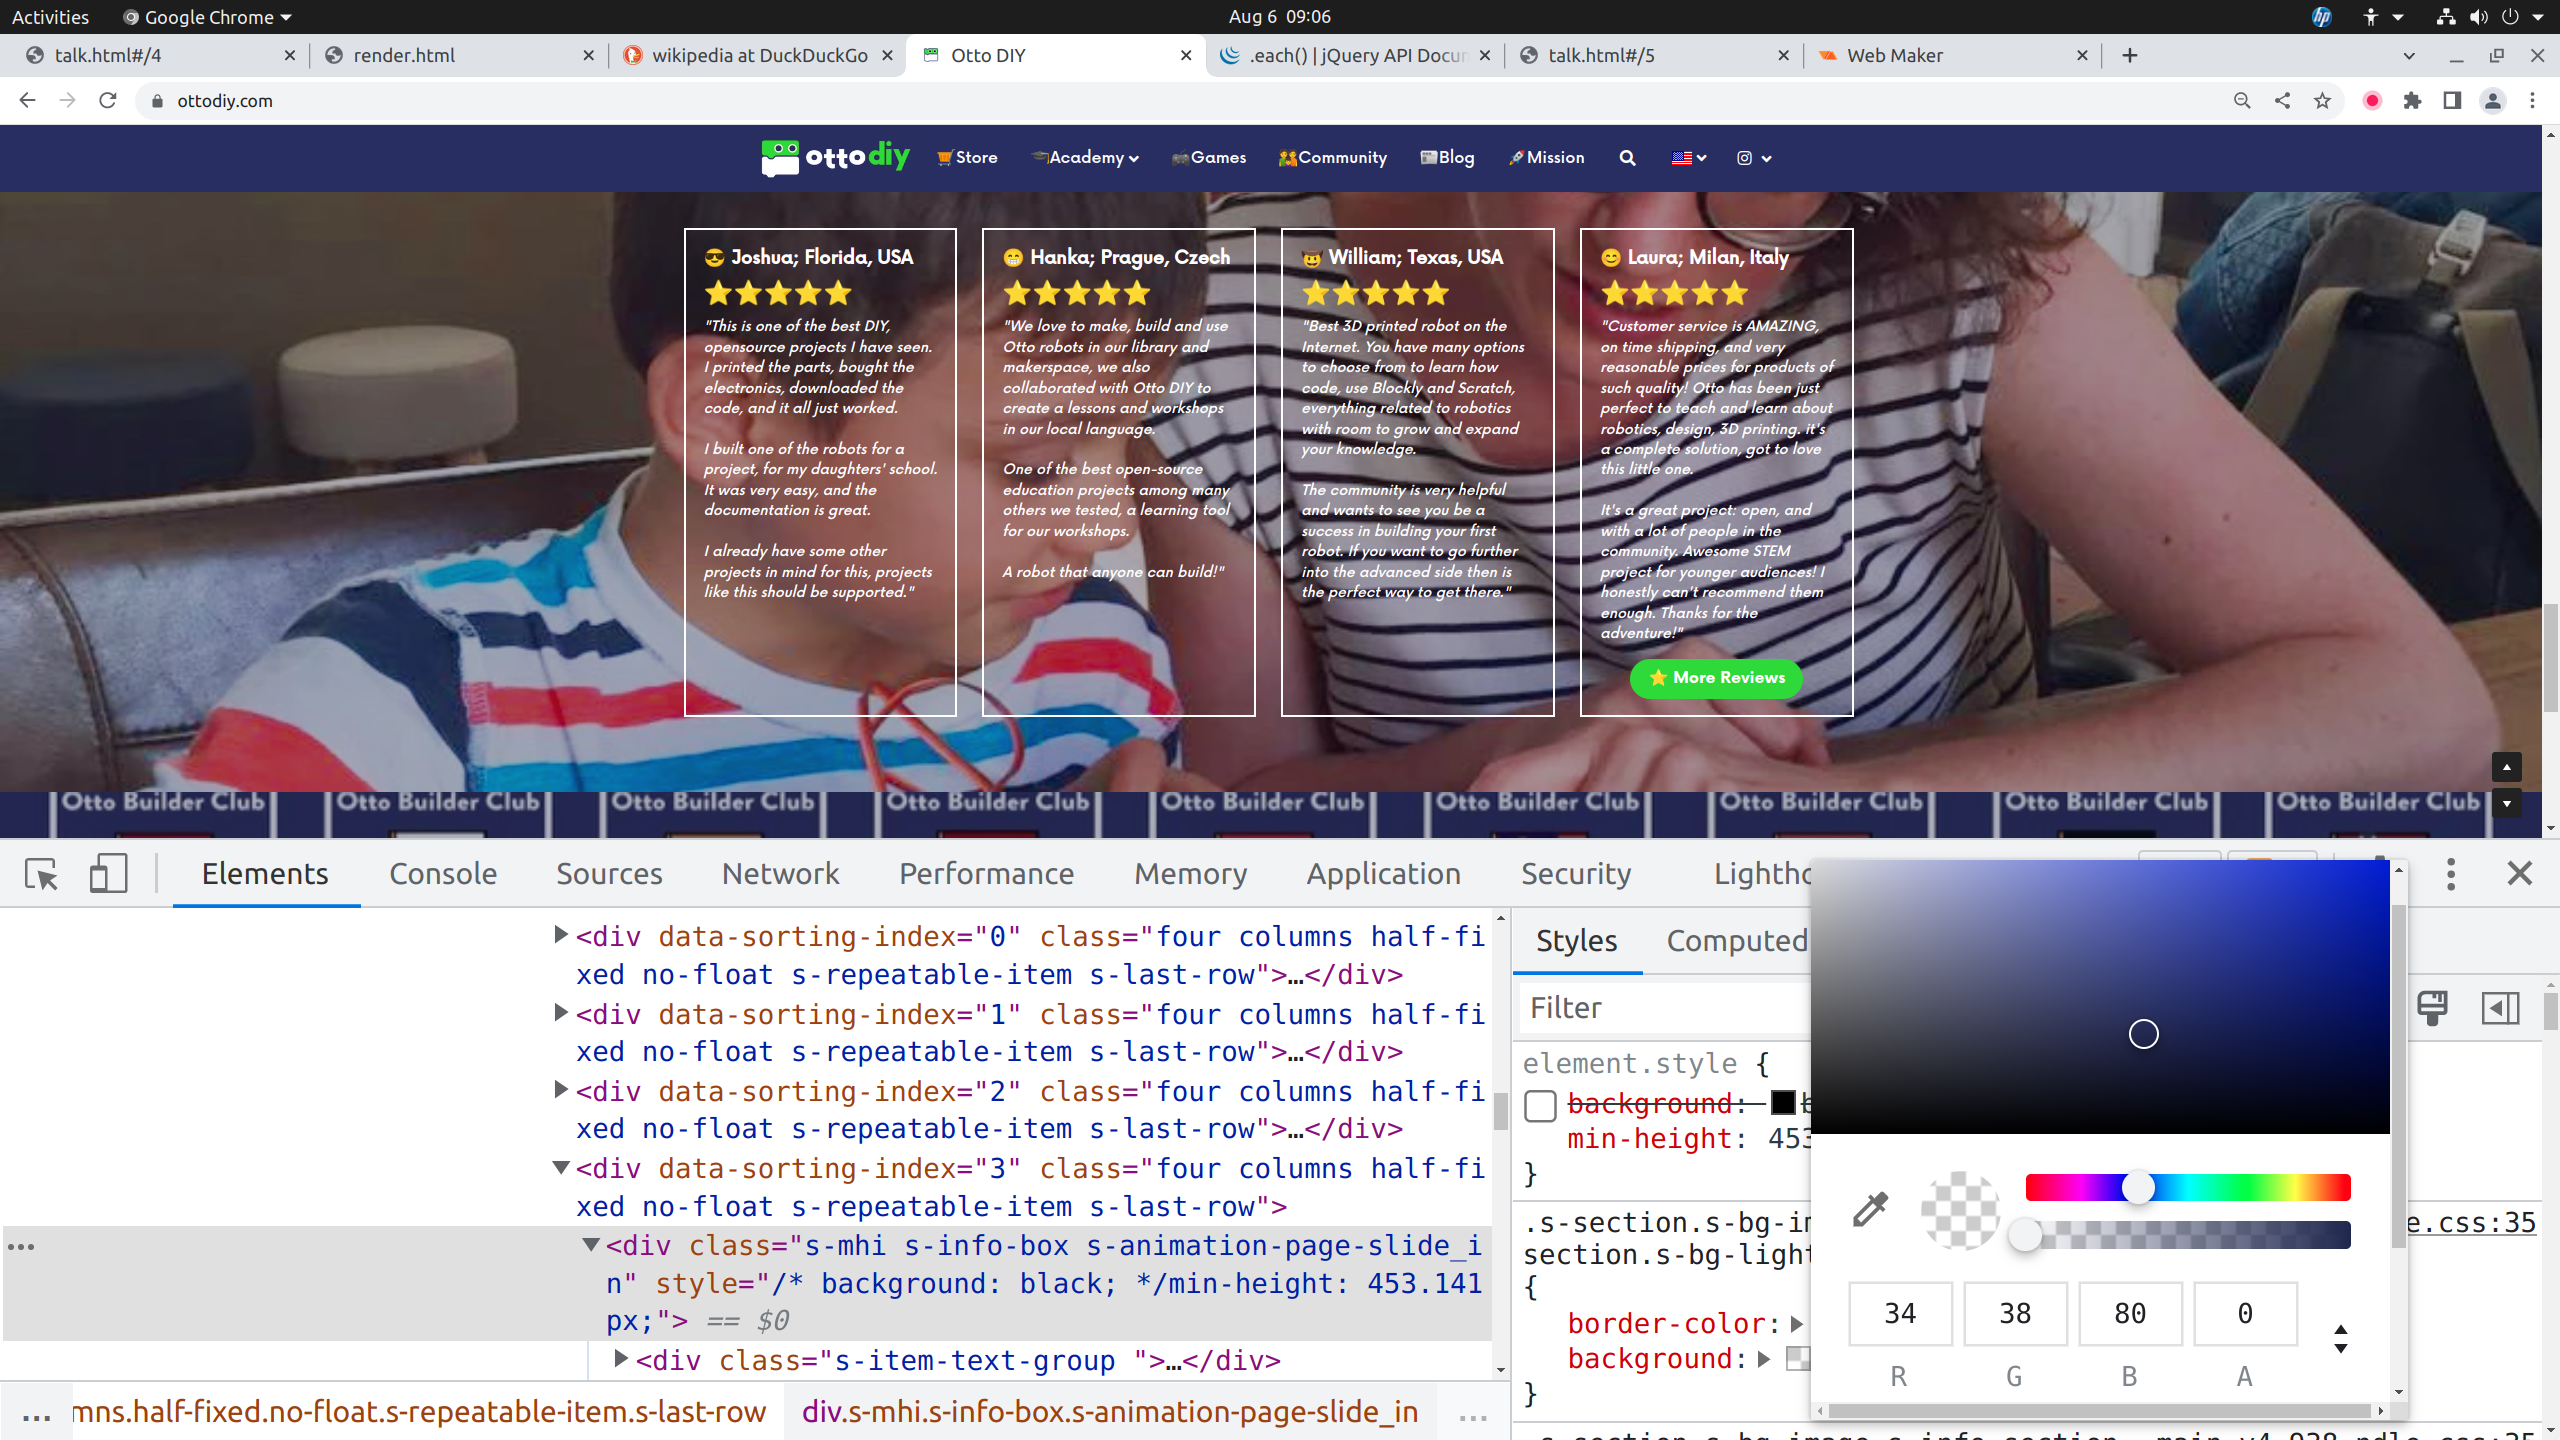 Activities Google Chrome Aug 6 09:06
talk.html#/4 render.html wikipedia at DuckDuckGo Otto DIY .each() | jQuery API Docum talk.html#/5 Web Maker
ottodiy.com
otto diy Store Academy Games Community Blog Mission
Joshua; Florida, USA
"This is one of the best DIY,
opensource projects I have seen.
I printed the parts, bought the
electronics, downloaded the
code, and it all just worked.
I built one of the robots for a
project, for my daughters' school.
It was very easy, and the
documentation is great.
I already have some other
projects in mind for this, projects
like this should be supported."
Hanka; Prague, Czech
"We love to make, build and use
Otto robots in our library and
makerspace, we also
collaborated with Otto DIY to
create a lessons and workshops
in our local language.
One of the best open-source
education projects among many
others we tested, a learning tool
for our workshops.
A robot that anyone can build!"
William; Texas, USA
"Best 3D printed robot on the
Internet. You have many options
to choose from to learn how
code, use Blockly and Scratch,
everything related to robotics
with room to grow and expand
your knowledge.
The community is very helpful
and wants to see you be a
success in building your first
robot. If you want to go further
into the advanced side then is
the perfect way to get there."
Laura; Milan, Italy
"Customer service is AMAZING,
on time shipping, and very
reasonable prices for products of
such quality! Otto has been just
perfect to teach and learn about
robotics, design, 3D printing. it's
a complete solution, got to love
this little one.
It's a great project: open, and
with a lot of people in the
community. Awesome STEM
project for younger audiences! I
honestly can't recommend them
enough. Thanks for the
adventure!"
More Reviews
Otto Builder Club Otto Builder Club Otto Builder Club Otto Builder Club Otto Builder Club Otto Builder Club Otto Builder Club Otto Builder Club Otto Builder Club
Elements Console Sources Network Performance Memory Application Security Lighthc
<div data-sorting-index="0" class="four columns half-fi
xed no-float s-repeatable-item s-last-row">…</div>
<div data-sorting-index="1" class="four columns half-fi
xed no-float s-repeatable-item s-last-row">…</div>
<div data-sorting-index="2" class="four columns half-fi
xed no-float s-repeatable-item s-last-row">…</div>
<div data-sorting-index="3" class="four columns half-fi
xed no-float s-repeatable-item s-last-row">
<div class="s-mhi s-info-box s-animation-page-slide_i
n" style="/* background: black; */min-height: 453.141
px;"> == $0
<div class="s-item-text-group ">…</div>
... mns.half-fixed.no-float.s-repeatable-item.s-last-row div.s-mhi.s-info-box.s-animation-page-slide_in ...
Styles Computed
Filter
element.style {
background: b
min-height: 453
}
.s-section.s-bg-im e.css:35
section.s-bg-light
{
border-color:
background:
}
34 38 80 0
R G B A